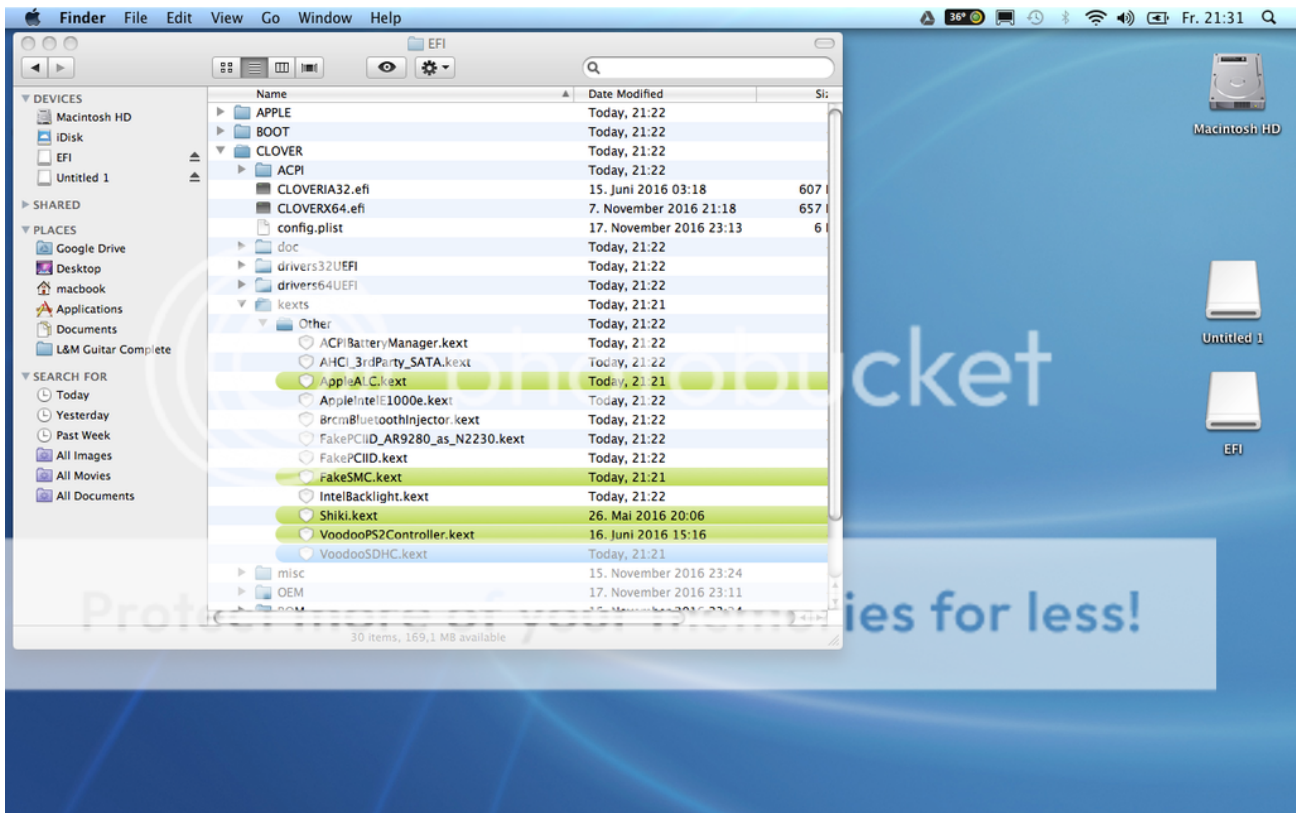 Finder File Edit View Go Window Help 36° Fr. 21:31
EFI
DEVICES
Macintosh HD
iDisk
EFI
Untitled 1
SHARED
PLACES
Google Drive
Desktop
macbook
Applications
Documents
L&M Guitar Complete
SEARCH FOR
Today
Yesterday
Past Week
All Images
All Movies
All Documents
Name Date Modified
APPLE Today, 21:22
BOOT Today, 21:22
CLOVER Today, 21:22
ACPI Today, 21:22
CLOVERIA32.efi 15. Juni 2016 03:18 607
CLOVERX64.efi 7. November 2016 21:18 657
config.plist 17. November 2016 23:13 6
doc Today, 21:22
drivers32UEFI Today, 21:22
drivers64UEFI Today, 21:22
kexts Today, 21:21
Other Today, 21:22
ACPIBatteryManager.kext Today, 21:22
AHCI_3rdParty_SATA.kext Today, 21:22
AppleALC.kext Today, 21:21
AppleIntelE1000e.kext Today, 21:22
BrcmBluetoothInjector.kext Today, 21:22
FakePCIID_AR9280_as_N2230.kext Today, 21:22
FakePCIID.kext Today, 21:22
FakeSMC.kext Today, 21:21
IntelBacklight.kext Today, 21:22
Shiki.kext 26. Mai 2016 20:06
VoodooPS2Controller.kext 16. Juni 2016 15:16
VoodooSDHC.kext Today, 21:21
misc 15. November 2016 23:24
OEM 17. November 2016 23:11
30 items, 169,1 MB available
Macintosh HD
Untitled 1
EFI
photobucket
Protect more of your memories for less!